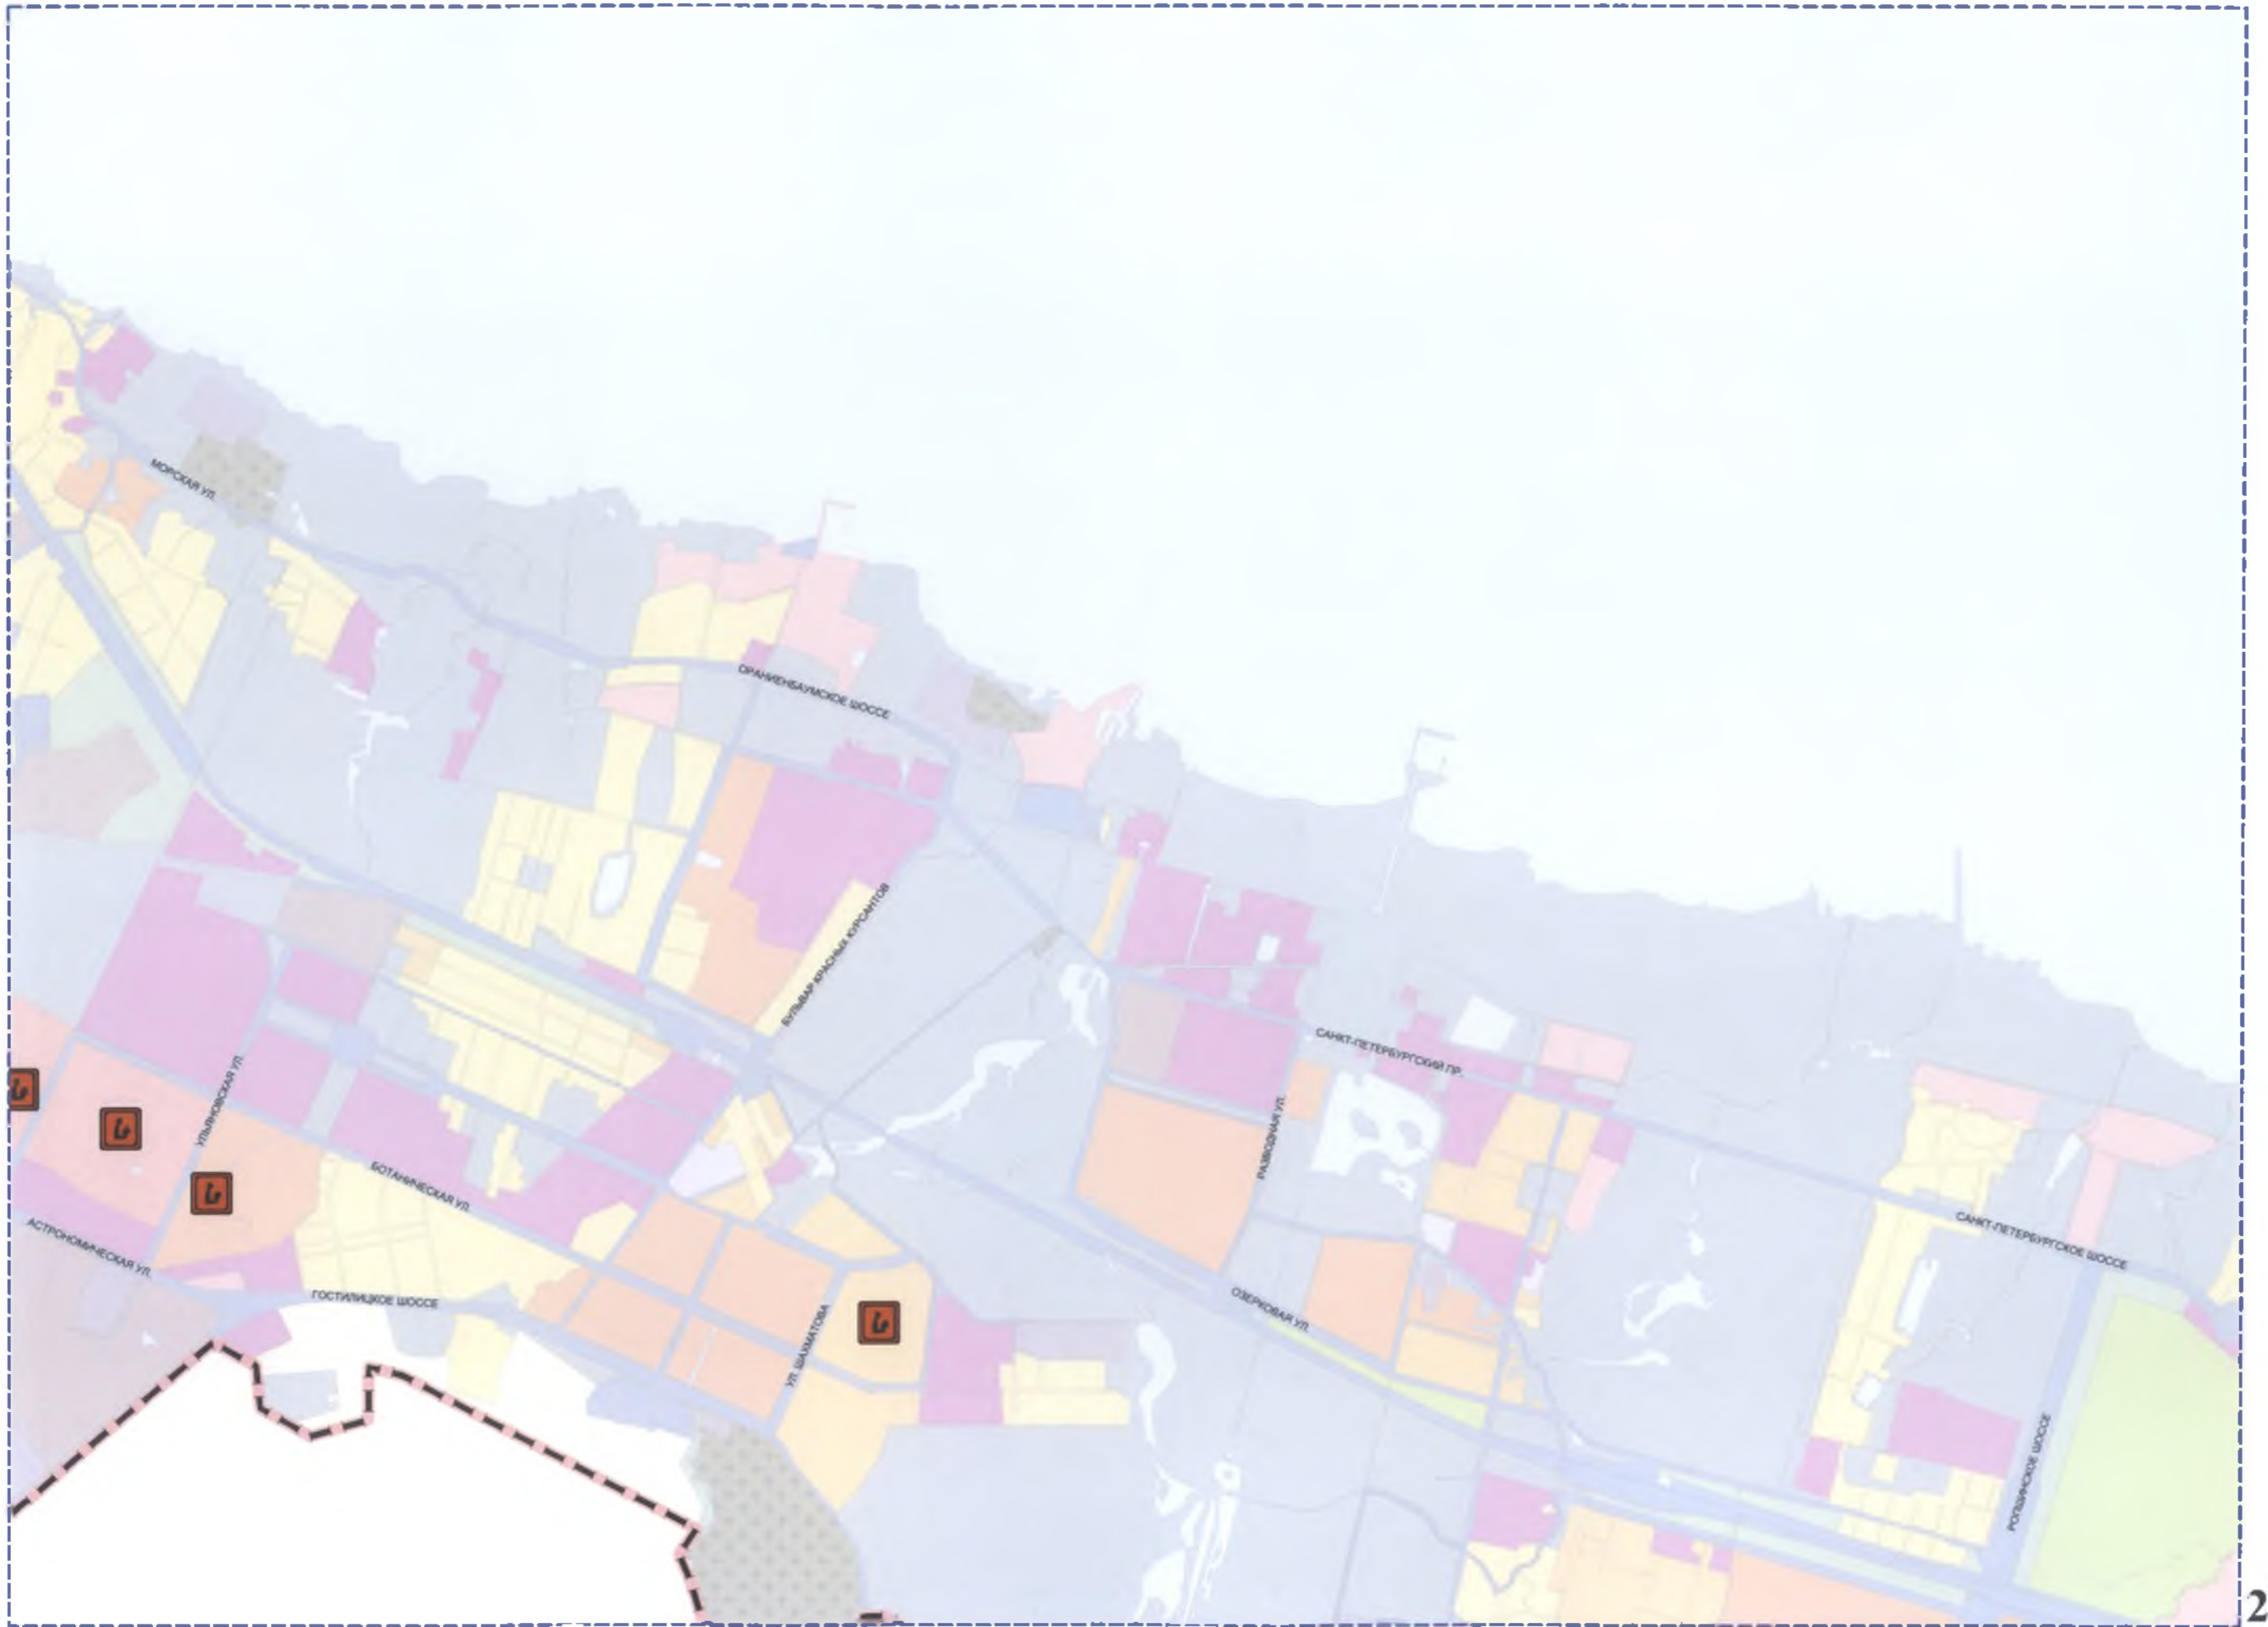 МОРСКАЯ УЛ.
ОРАНИЕНБАУМСКОЕ ШОССЕ
БУЛЬВАР КРАСНЫХ КУРСАНТОВ
САНКТ-ПЕТЕРБУРГСКИЙ ПР.
УЛЬЯНОВСКАЯ УЛ.
РАЗВОДНАЯ УЛ.
БОТАНИЧЕСКАЯ УЛ.
АСТРОНОМИЧЕСКАЯ УЛ.
САНКТ-ПЕТЕРБУРГСКОЕ ШОССЕ
ГОСТИЛИЦКОЕ ШОССЕ
ОЗЕРКОВАЯ УЛ.
УЛ. ШАХМАТОВА
РОПШИНСКОЕ ШОССЕ
2